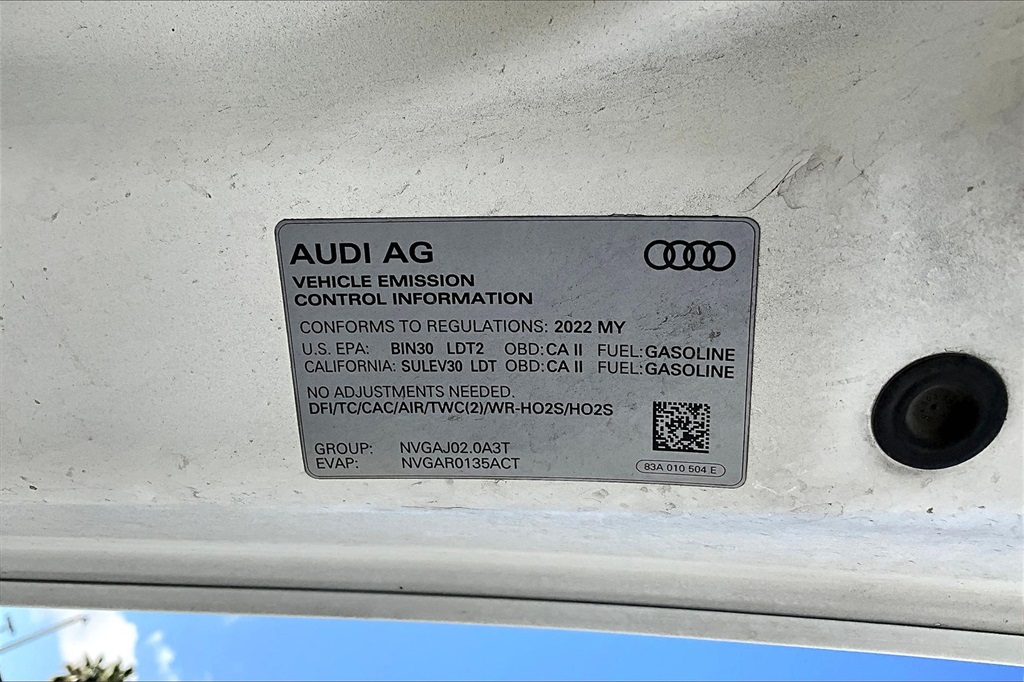 AUDI AG
VEHICLE EMISSION
CONTROL INFORMATION
CONFORMS TO REGULATIONS: 2022 MY
U.S. EPA: BIN30 LDT2 OBD: CA II FUEL: GASOLINE
CALIFORNIA: SULEV30 LDT OBD: CA II FUEL: GASOLINE
NO ADJUSTMENTS NEEDED.
DFI/TC/CAC/AIR/TWC(2)/WR-HO2S/HO2S
GROUP: NVGAJ02.0A3T
EVAP: NVGAR0135ACT
83A 010 504 E